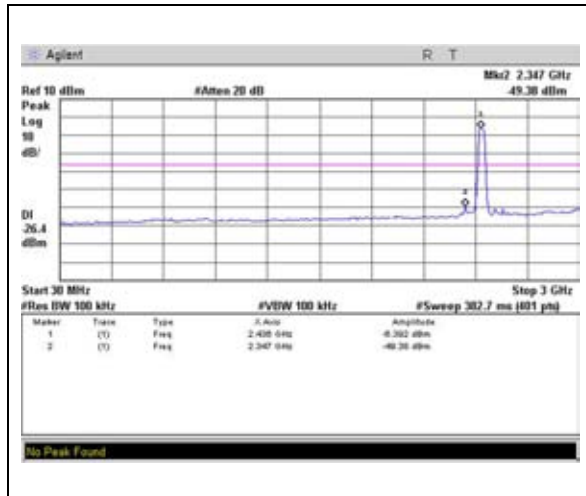 Agilent R T
Mkr2 2.347 GHz
Ref 10 dBm #Atten 20 dB -49.38 dBm
Peak
Log
10
dB/
1
2
DI
-26.4
dBm
Start 30 MHz Stop 3 GHz
#Res BW 100 kHz #VBW 100 kHz #Sweep 302.7 ms (401 pts)
Marker Trace Type X Axis Amplitude
1 (1) Freq dBm
2 (1) Freq 2.347 GHz -49.38 dBm
No Peak Found